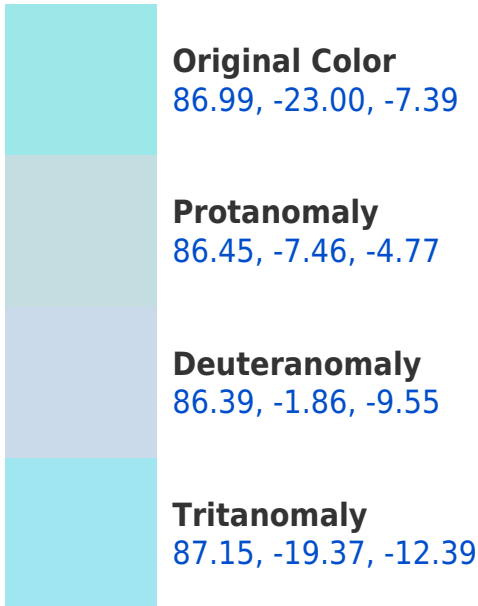 Original Color
86.99, -23.00, -7.39
Protanomaly
86.45, -7.46, -4.77
Deuteranomaly
86.39, -1.86, -9.55
Tritanomaly
87.15, -19.37, -12.39